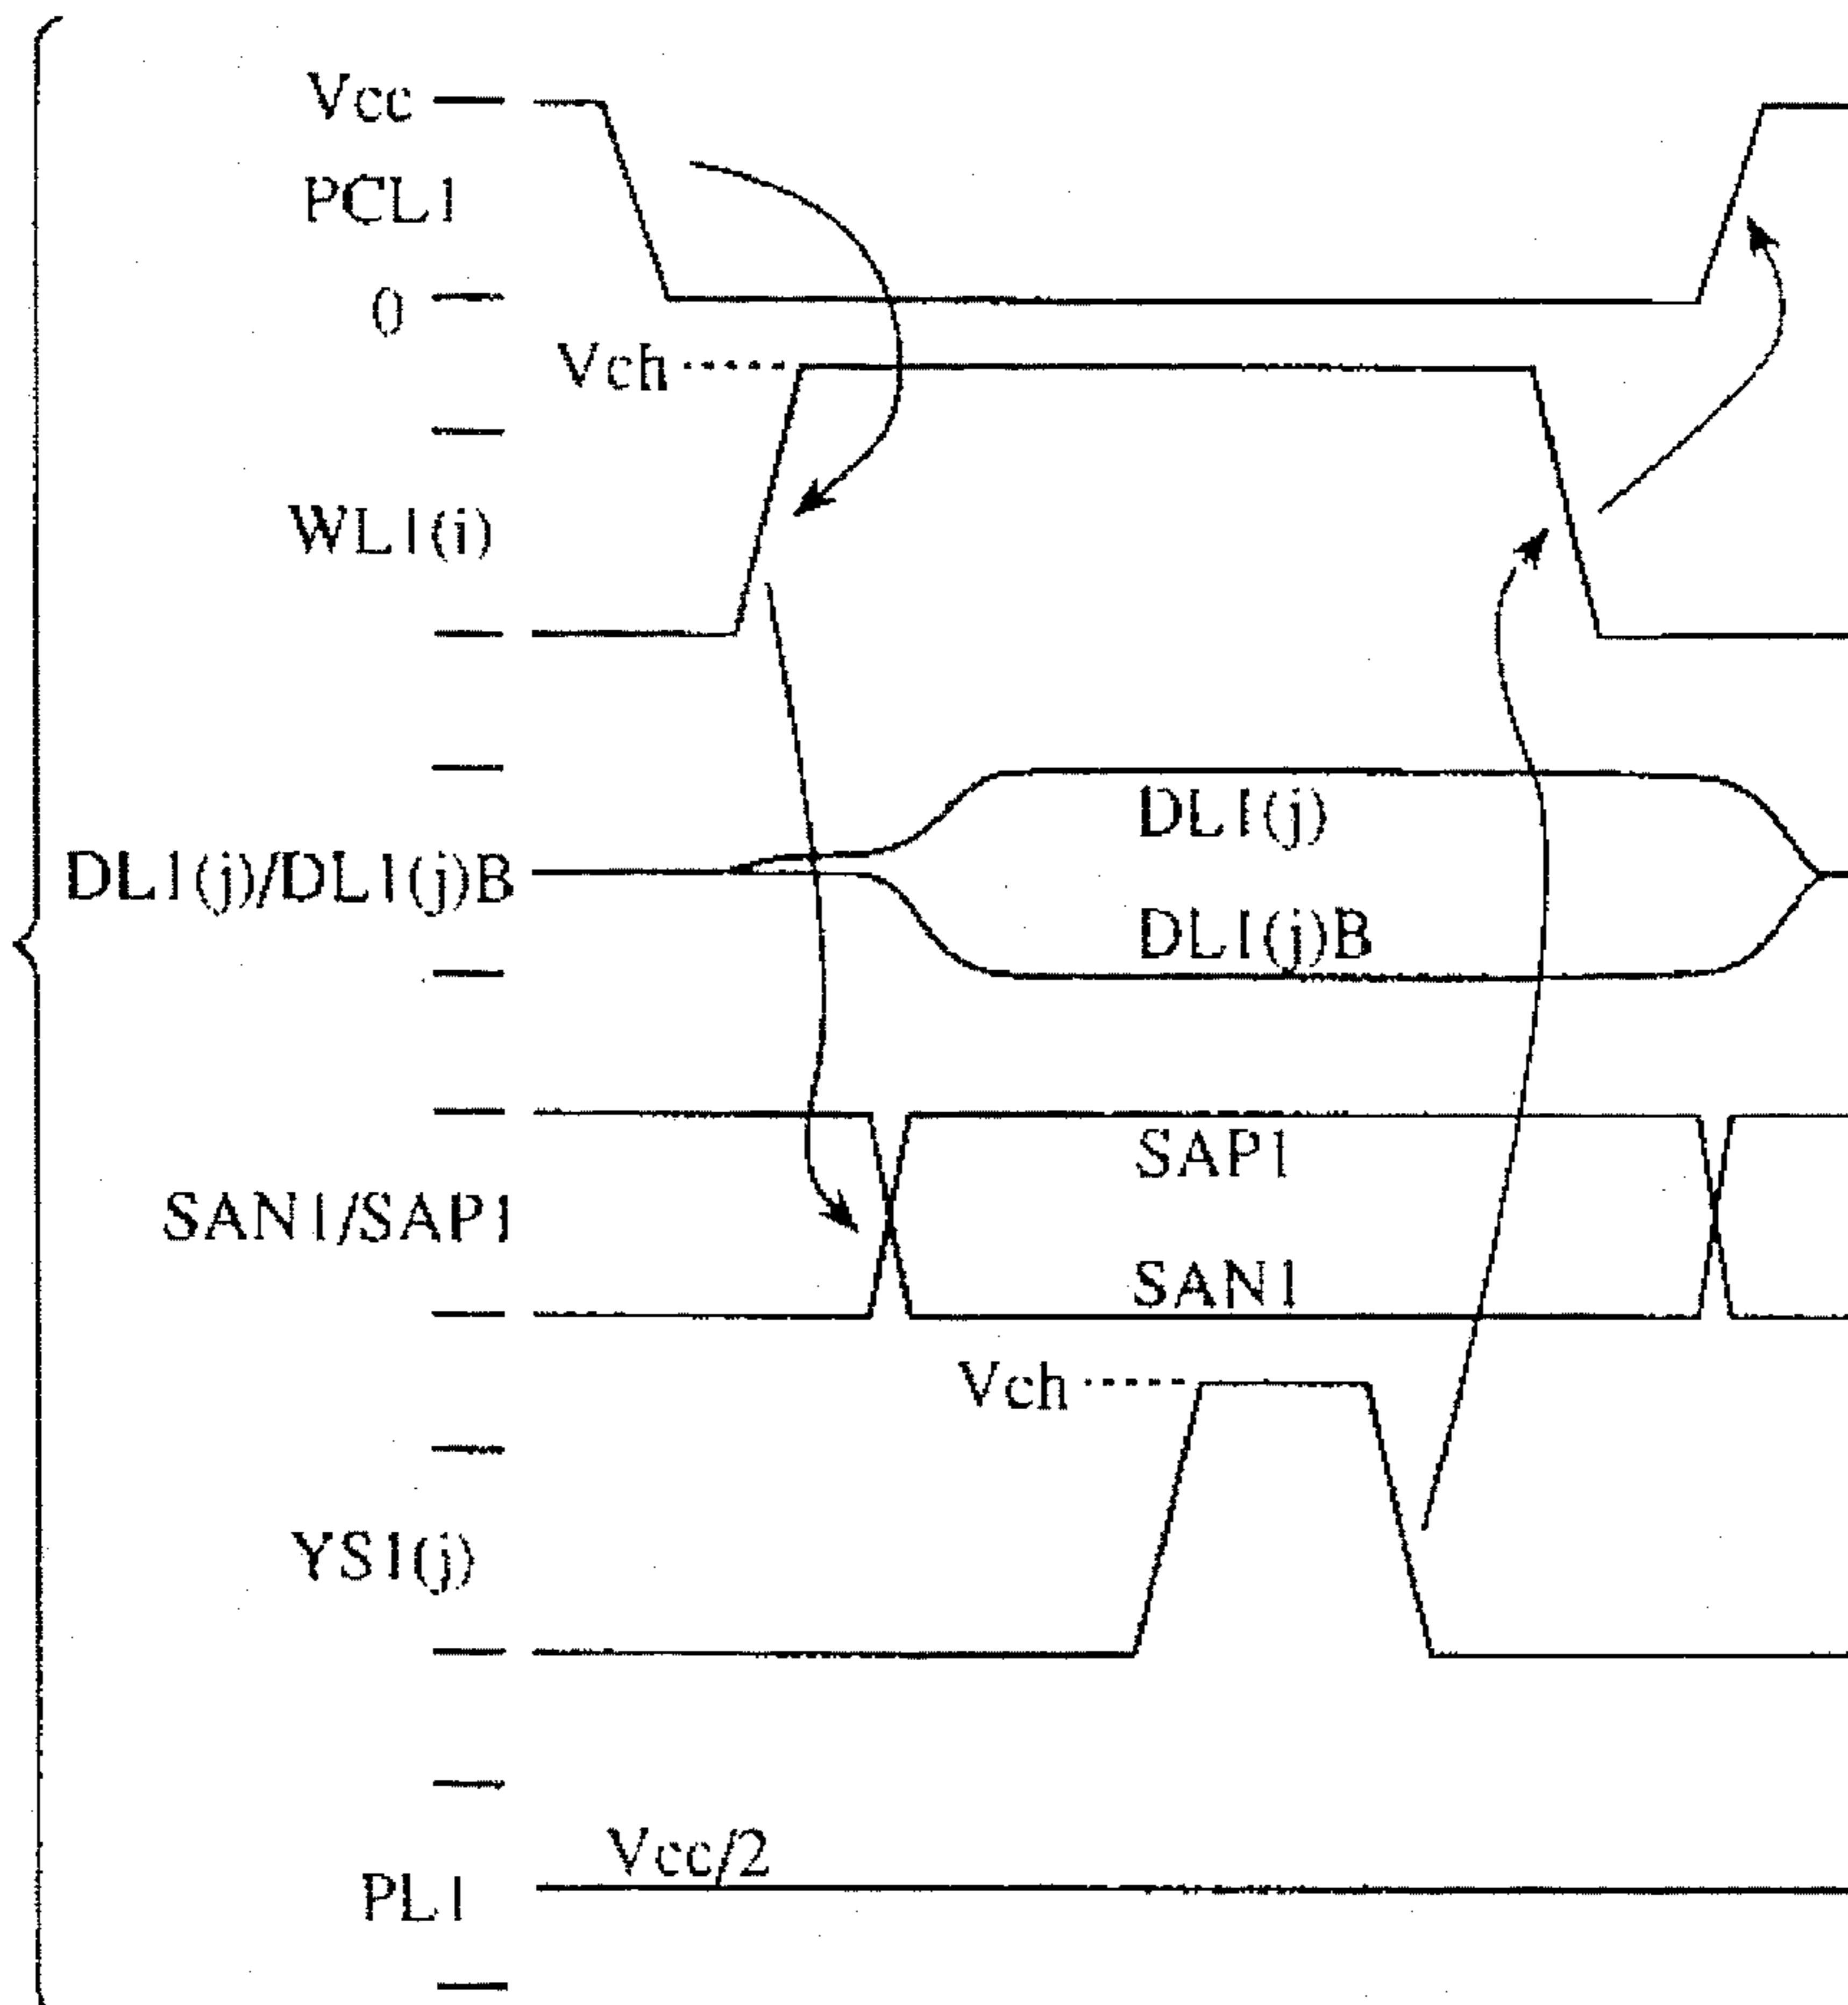 Vcc
PCL1
0
Vch
WL1(i)
DL1(j)
DL1(j)/DL1(j)B
DL1(j)B
SAP1
SAN1/SAP1
SAN1
Vch
YS1(j)
Vcc/2
PL1